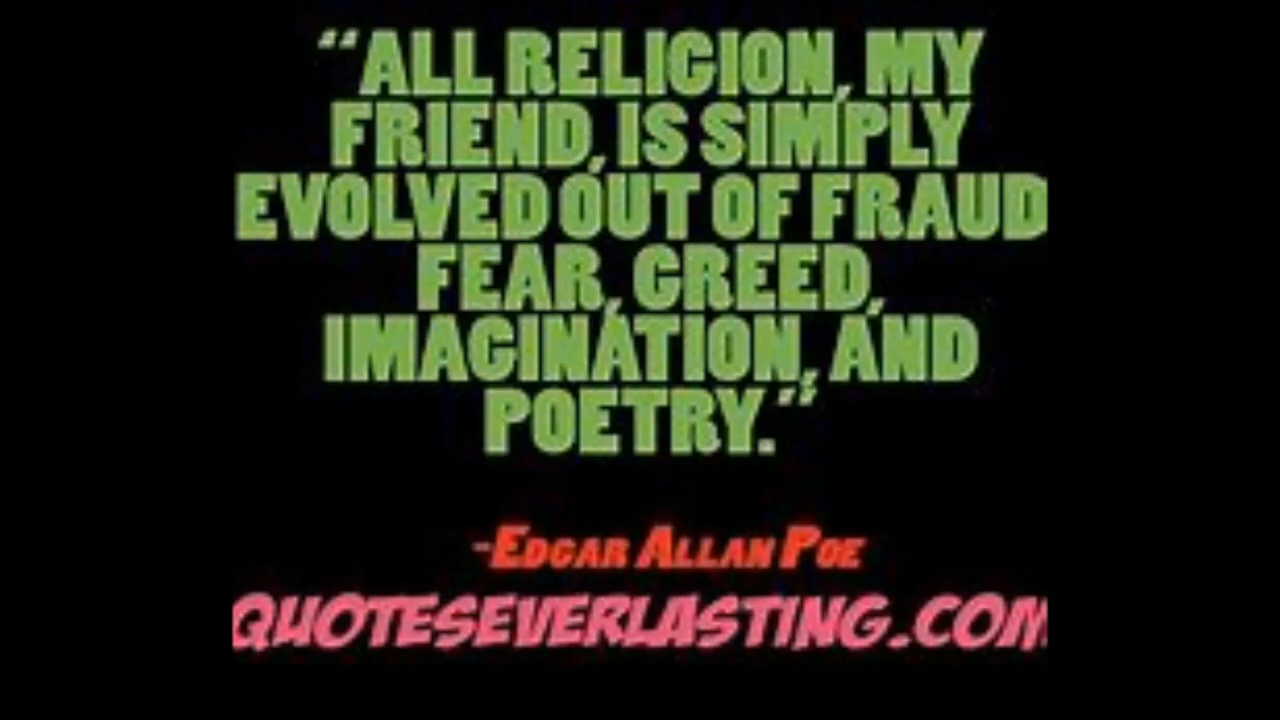 “ALL RELIGION, MY
FRIEND, IS SIMPLY
EVOLVED OUT OF FRAUD
FEAR, GREED,
IMAGINATION, AND
POETRY.”
-EDGAR ALLAN POE
QUOTESEVERLASTING.COM